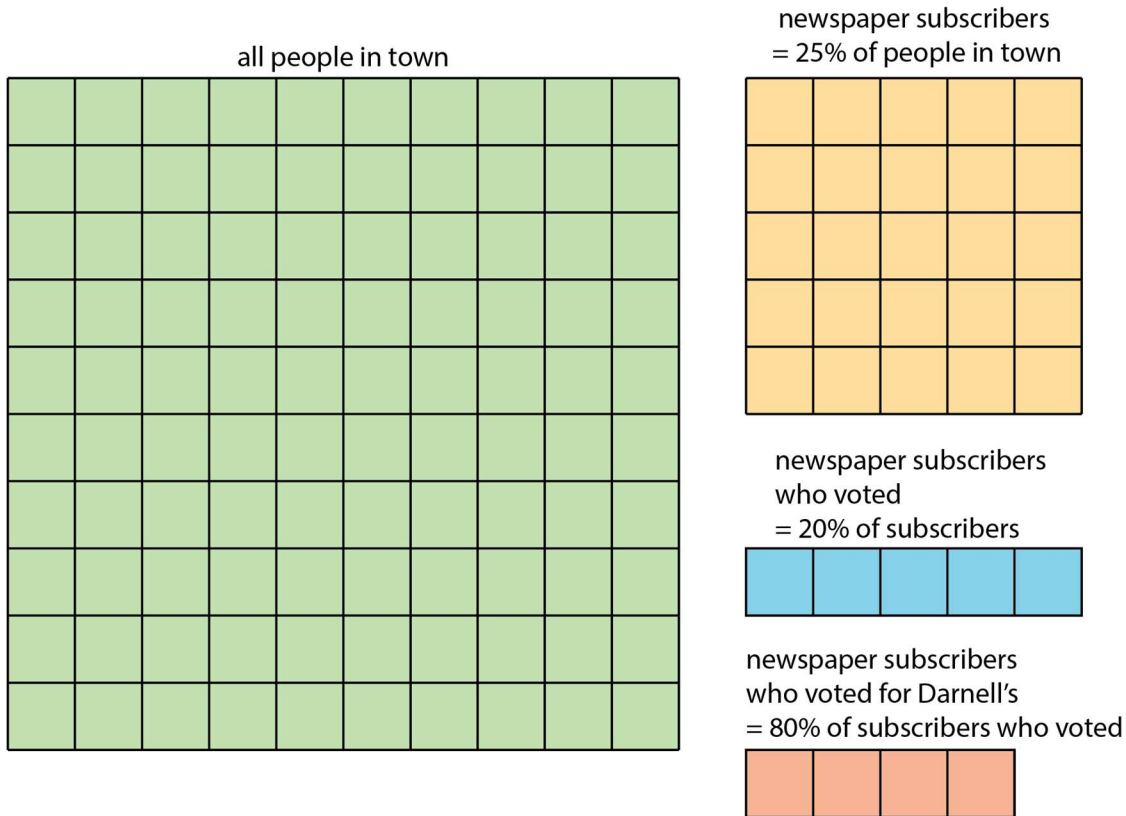 all people in town
newspaper subscribers
= 25% of people in town
newspaper subscribers
who voted
= 20% of subscribers
newspaper subscribers
who voted for Darnell’s
= 80% of subscribers who voted